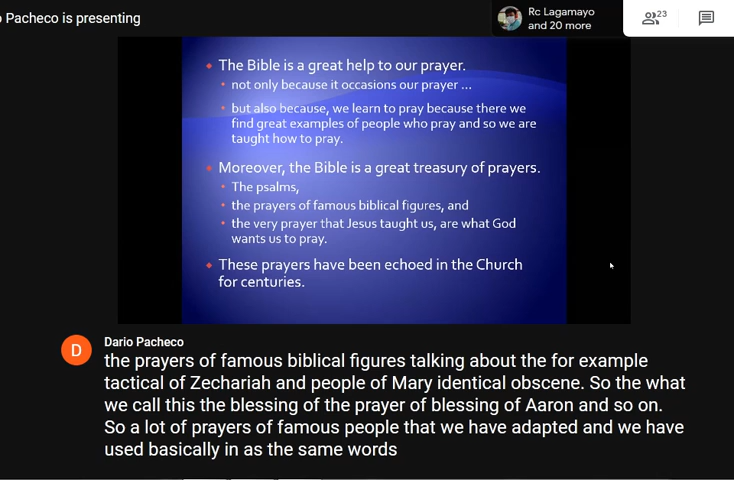 o Pacheco is presenting
Rc Lagamayo
and 20 more
23
The Bible is a great help to our prayer.
not only because it occasions our prayer ...
but also because, we learn to pray because there we
find great examples of people who pray and so we are
taught how to pray.
Moreover, the Bible is a great treasury of prayers.
The psalms,
the prayers of famous biblical figures, and
the very prayer that Jesus taught us, are what God
wants us to pray.
These prayers have been echoed in the Church
for centuries.
D
Dario Pacheco
the prayers of famous biblical figures talking about the for example
tactical of Zechariah and people of Mary identical obscene. So the what
we call this the blessing of the prayer of blessing of Aaron and so on.
So a lot of prayers of famous people that we have adapted and we have
used basically in as the same words